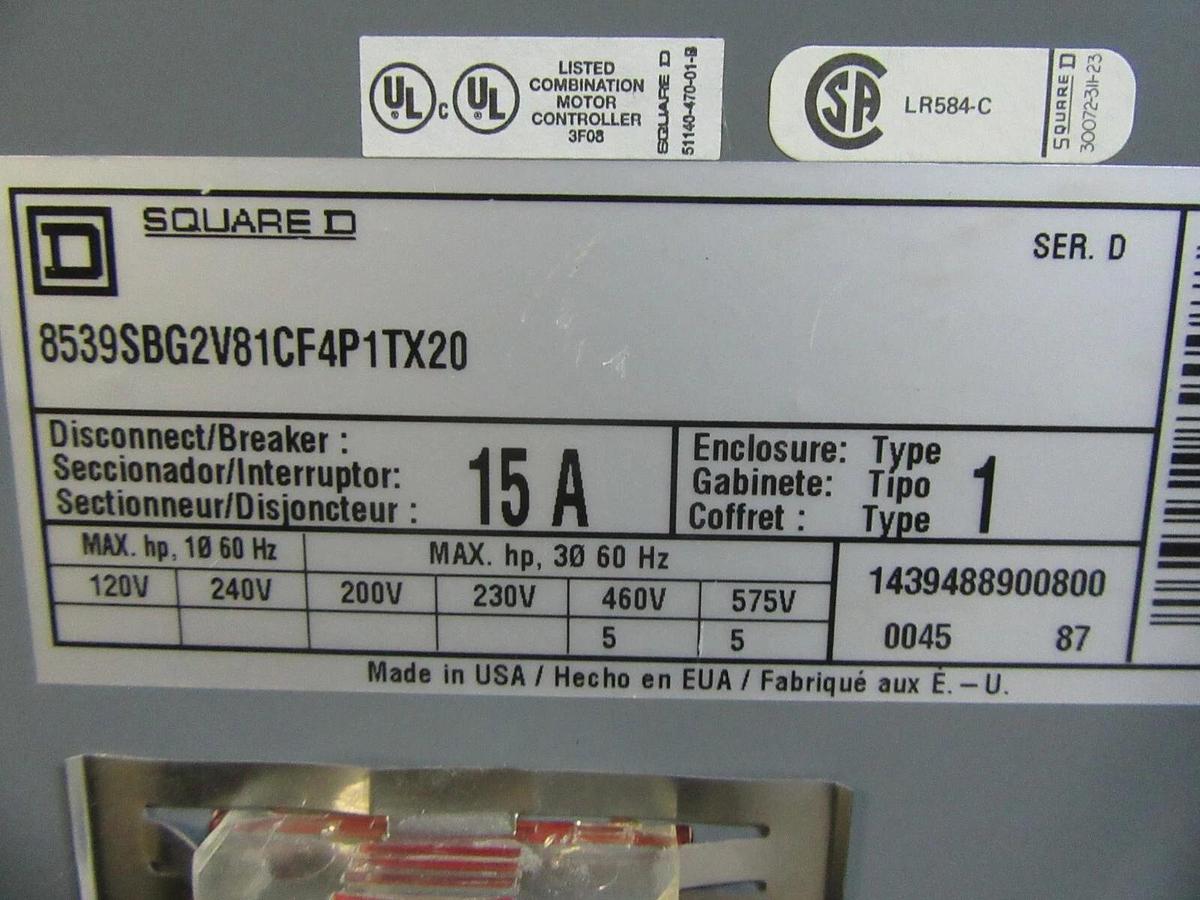 UL c UL
LISTED
COMBINATION
MOTOR
CONTROLLER
3F08
SQUARE D
51140-470-01-B
SA
LR584-C
SQUARE D
30072-311-23
D
SQUARE D
SER. D
8539SBG2V81CF4P1TX20
Disconnect/Breaker :
Seccionador/Interruptor:
Sectionneur/Disjoncteur :
15 A
Enclosure: Type
Gabinete: Tipo
Coffret : Type
1
MAX. hp, 1Ø 60 Hz
MAX. hp, 3Ø 60 Hz
120V 240V 200V 230V 460V 575V
5 5
1439488900800
0045 87
Made in USA / Hecho en EUA / Fabriqué aux É. – U.